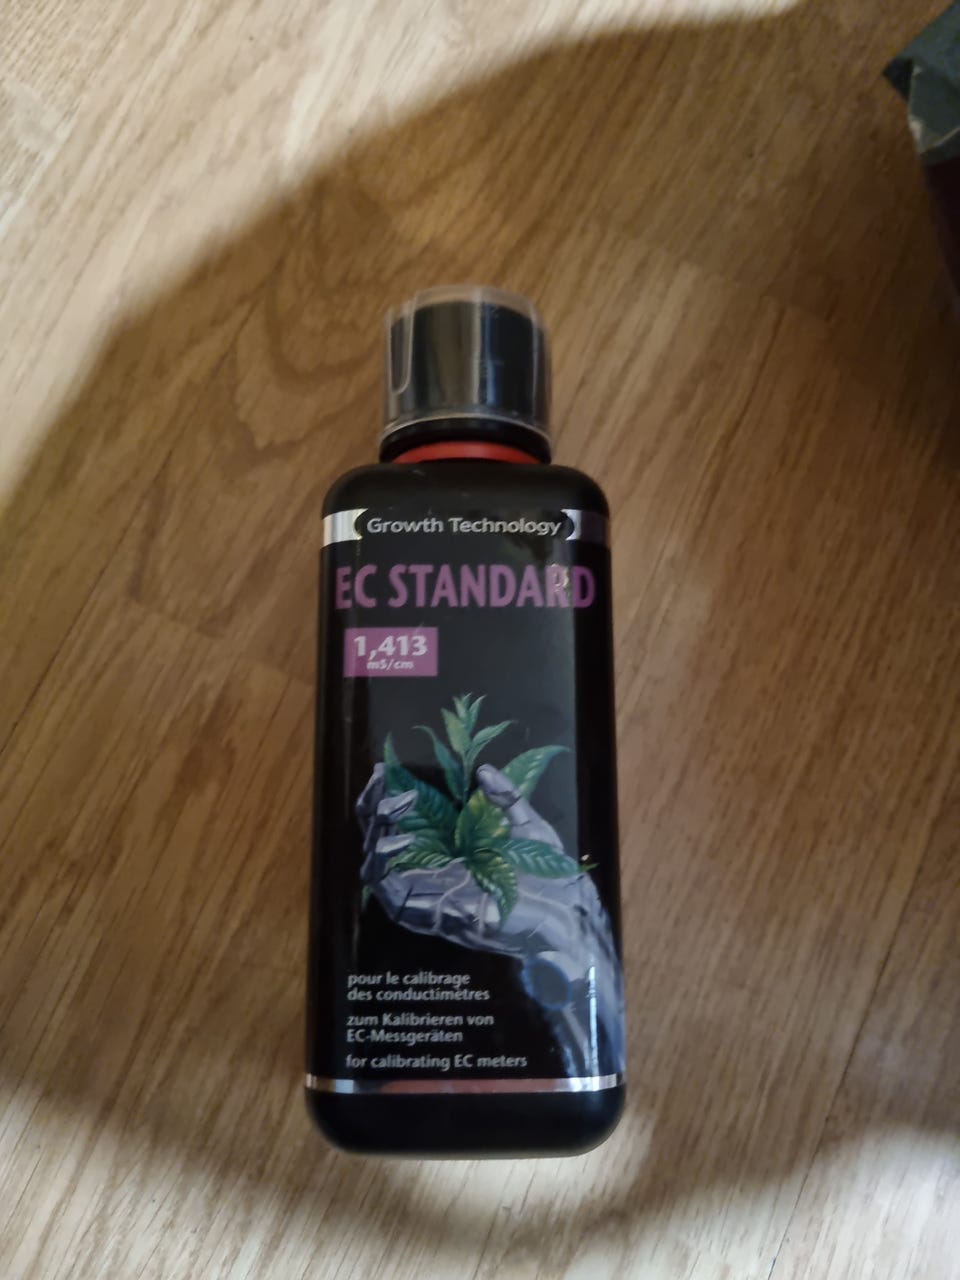 Growth Technology
EC STANDARD
1,413
mS/cm
pour le calibrage
des conductimètres
zum Kalibrieren von
EC-Messgeräten
for calibrating EC meters